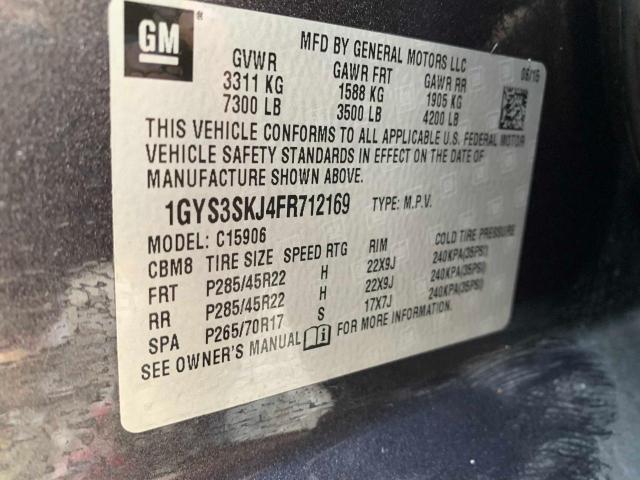 GM ®
MFD BY GENERAL MOTORS LLC
GVWR GAWR FRT GAWR RR 06/15
3311 KG 1588 KG 1905 KG
7300 LB 3500 LB 4200 LB
THIS VEHICLE CONFORMS TO ALL APPLICABLE U.S. FEDERAL MOTOR
VEHICLE SAFETY STANDARDS IN EFFECT ON THE DATE OF
MANUFACTURE SHOWN ABOVE.
1GYS3SKJ4FR712169 TYPE: M.P.V.
MODEL: C15906
CBM8 TIRE SIZE SPEED RTG RIM COLD TIRE PRESSURE
FRT P285/45R22 H 22X9J 240KPA(35PSI)
RR P285/45R22 H 22X9J 240KPA(35PSI)
SPA P265/70R17 S 17X7J 240KPA(35PSI)
SEE OWNER'S MANUAL FOR MORE INFORMATION.